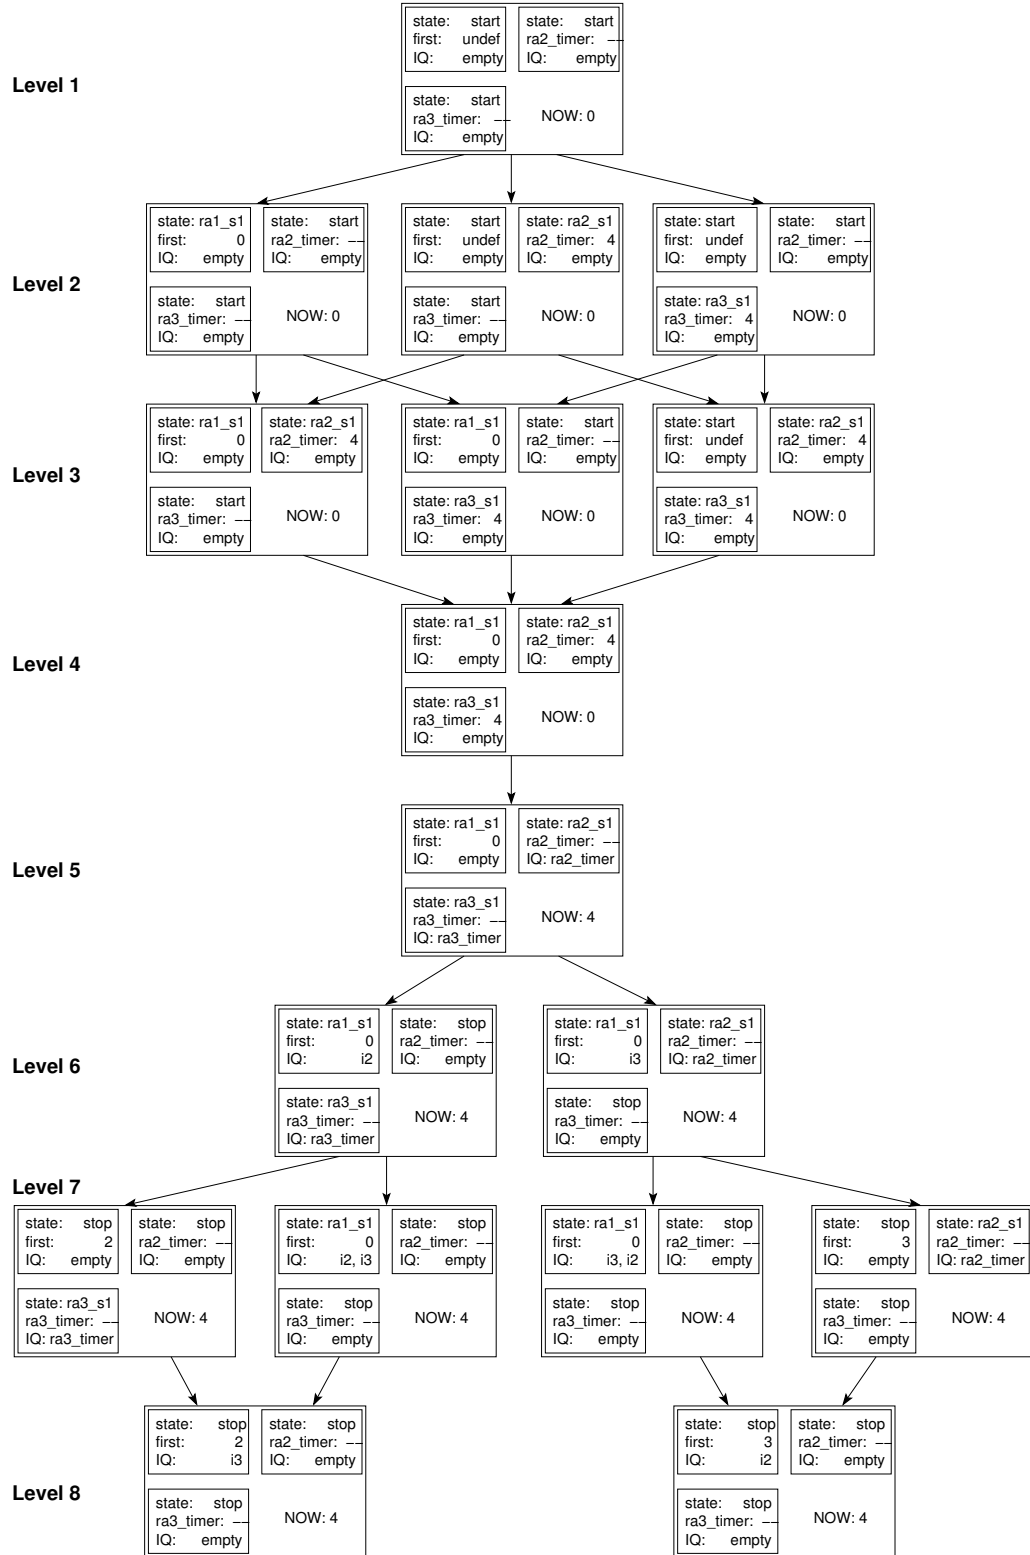 state: start
first: undef
IQ: empty
state: start
ra2_timer: --
IQ: empty
Level 1
state: start
ra3_timer: --
IQ: empty
NOW: 0
state: ra1_s1
first: 0
IQ: empty
state: start
ra2_timer: --
IQ: empty
state: start
first: undef
IQ: empty
state: ra2_s1
ra2_timer: 4
IQ: empty
state: start
first: undef
IQ: empty
state: start
ra2_timer: --
IQ: empty
Level 2
state: start
ra3_timer: --
IQ: empty
NOW: 0
state: start
ra3_timer: --
IQ: empty
NOW: 0
state: ra3_s1
ra3_timer: 4
IQ: empty
NOW: 0
state: ra1_s1
first: 0
IQ: empty
state: ra2_s1
ra2_timer: 4
IQ: empty
state: ra1_s1
first: 0
IQ: empty
state: start
ra2_timer: --
IQ: empty
state: start
first: undef
IQ: empty
state: ra2_s1
ra2_timer: 4
IQ: empty
Level 3
state: start
ra3_timer: --
IQ: empty
NOW: 0
state: ra3_s1
ra3_timer: 4
IQ: empty
NOW: 0
state: ra3_s1
ra3_timer: 4
IQ: empty
NOW: 0
state: ra1_s1
first: 0
IQ: empty
state: ra2_s1
ra2_timer: 4
IQ: empty
Level 4
state: ra3_s1
ra3_timer: 4
IQ: empty
NOW: 0
state: ra1_s1
first: 0
IQ: empty
state: ra2_s1
ra2_timer: --
IQ: ra2_timer
Level 5
state: ra3_s1
ra3_timer: --
IQ: ra3_timer
NOW: 4
state: ra1_s1
first: 0
IQ: i2
state: stop
ra2_timer: --
IQ: empty
state: ra1_s1
first: 0
IQ: i3
state: ra2_s1
ra2_timer: --
IQ: ra2_timer
Level 6
state: ra3_s1
ra3_timer: --
IQ: ra3_timer
NOW: 4
state: stop
ra3_timer: --
IQ: empty
NOW: 4
Level 7
state: stop
first: 2
IQ: empty
state: stop
ra2_timer: --
IQ: empty
state: ra1_s1
first: 0
IQ: i2, i3
state: stop
ra2_timer: --
IQ: empty
state: ra1_s1
first: 0
IQ: i3, i2
state: stop
ra2_timer: --
IQ: empty
state: stop
first: 3
IQ: empty
state: ra2_s1
ra2_timer: --
IQ: ra2_timer
state: ra3_s1
ra3_timer: --
IQ: ra3_timer
NOW: 4
state: stop
ra3_timer: --
IQ: empty
NOW: 4
state: stop
ra3_timer: --
IQ: empty
NOW: 4
state: stop
ra3_timer: --
IQ: empty
NOW: 4
state: stop
first: 2
IQ: i3
state: stop
ra2_timer: --
IQ: empty
state: stop
first: 3
IQ: i2
state: stop
ra2_timer: --
IQ: empty
Level 8
state: stop
ra3_timer: --
IQ: empty
NOW: 4
state: stop
ra3_timer: --
IQ: empty
NOW: 4